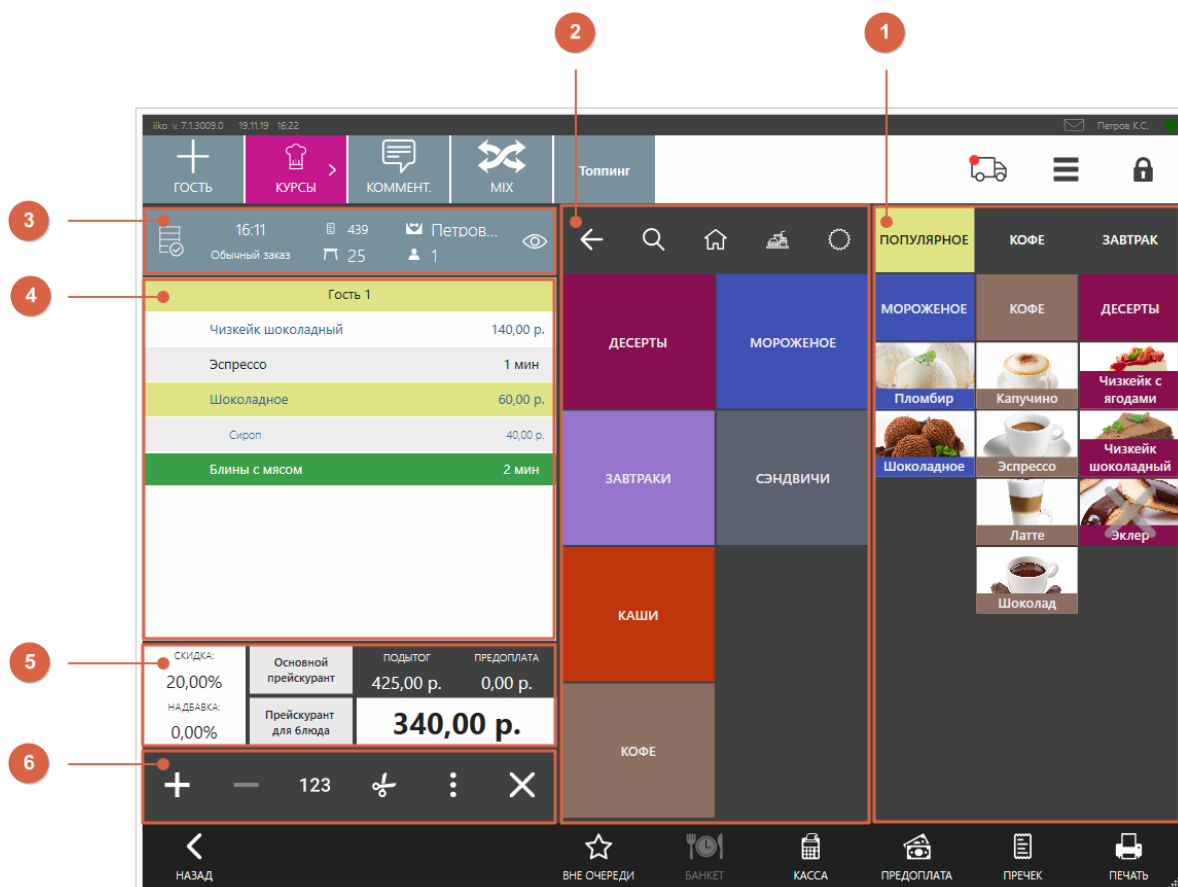 2
1
iiko v. 7.1.3009.0 19.11.19 16:22
Петров К.С.
ГОСТЬ
КУРСЫ
КОММЕНТ.
MIX
Топпинг
3
16:11
439
Петров...
Обычный заказ
25
1
ПОПУЛЯРНОЕ
КОФЕ
ЗАВТРАК
4
Гость 1
Чизкейк шоколадный 140,00 р.
Эспрессо 1 мин
Шоколадное 60,00 р.
Сироп 40,00 р.
Блины с мясом 2 мин
ДЕСЕРТЫ
МОРОЖЕНОЕ
ЗАВТРАКИ
СЭНДВИЧИ
КАШИ
КОФЕ
МОРОЖЕНОЕ
КОФЕ
ДЕСЕРТЫ
Пломбир
Капучино
Чизкейк с
ягодами
Шоколадное
Эспрессо
Чизкейк
шоколадный
Латте
Эклер
Шоколад
5
СКИДКА:
20,00%
НАДБАВКА:
0,00%
Основной
прейскурант
Прейскурант
для блюда
ПОДЫТОГ
425,00 р.
ПРЕДОПЛАТА
0,00 р.
340,00 р.
6
123
НАЗАД
ВНЕ ОЧЕРЕДИ
БАНКЕТ
КАССА
ПРЕДОПЛАТА
ПРЕЧЕК
ПЕЧАТЬ